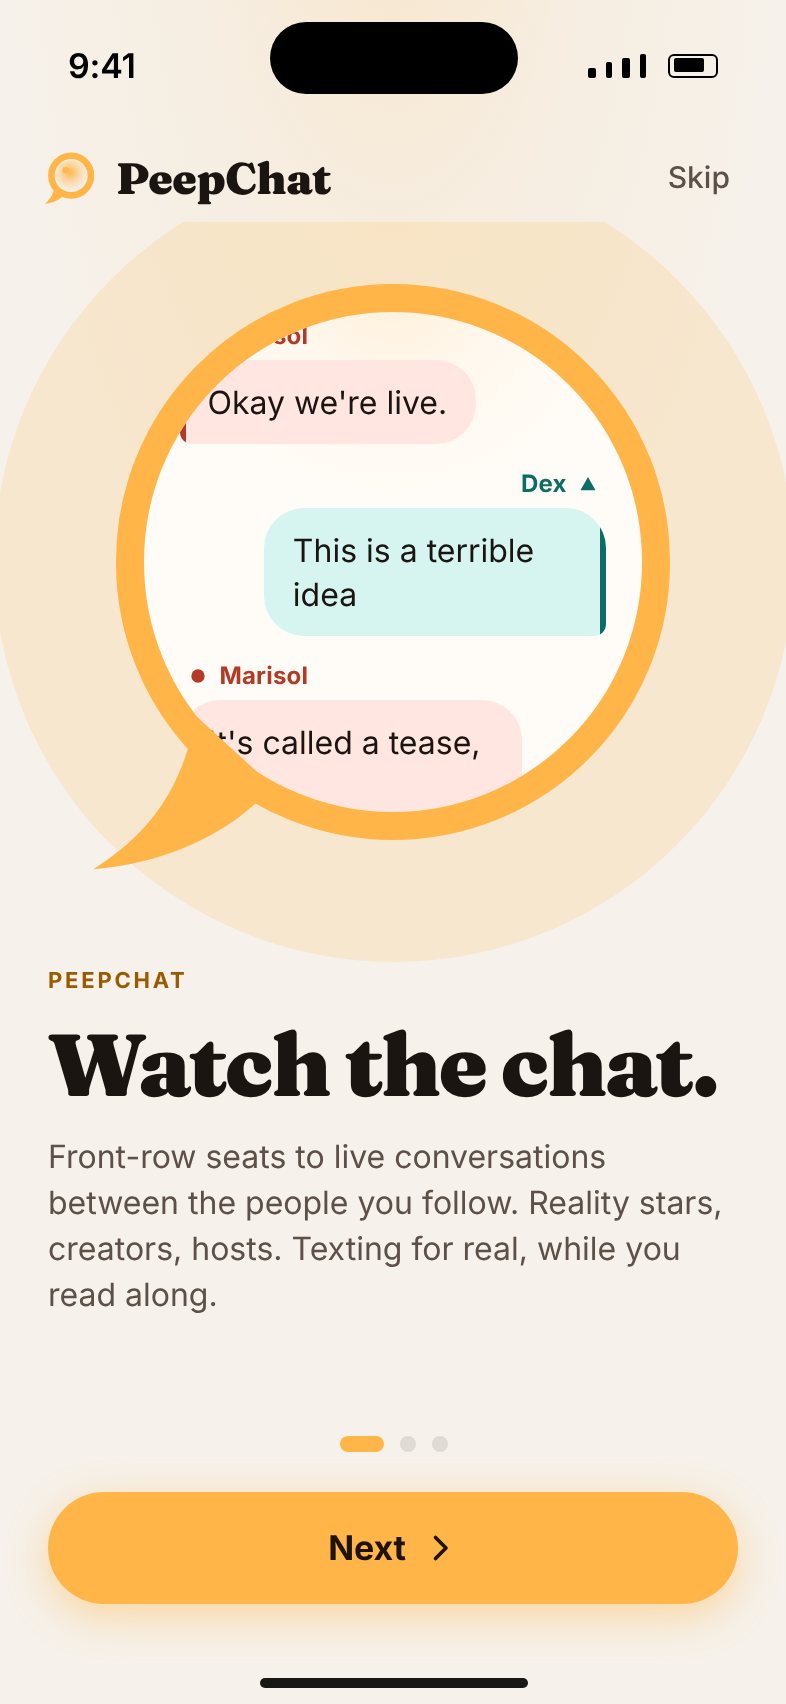 9:41
PeepChat
Skip
sol
Okay we're live.
Dex
This is a terrible
idea
Marisol
t's called a tease,
PEEPCHAT
Watch the chat.
Front-row seats to live conversations
between the people you follow. Reality stars,
creators, hosts. Texting for real, while you
read along.
Next